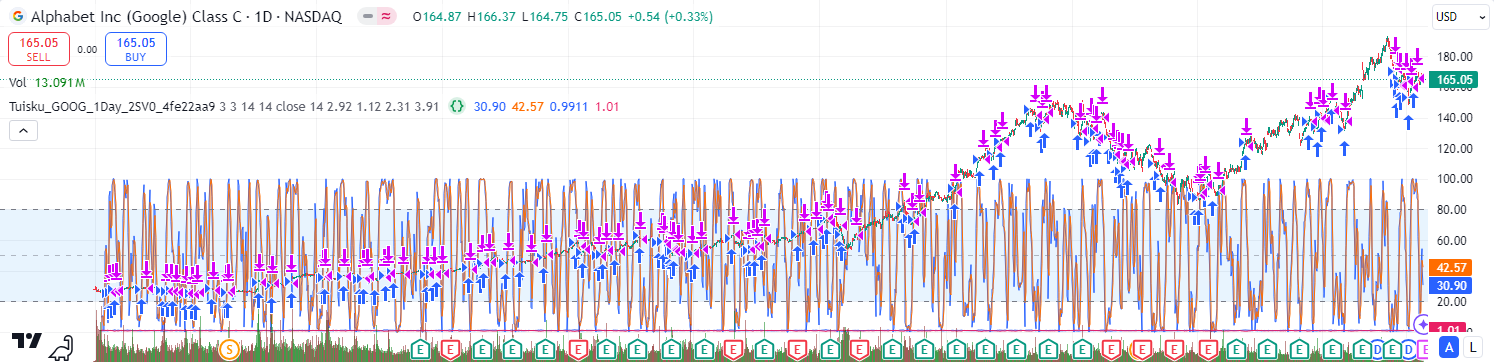 Alphabet Inc (Google) Class C · 1D · NASDAQ O164.87 H166.37 L164.75 C165.05 +0.54 (+0.33%)
USD
165.05 SELL
0.00
165.05 BUY
Vol 13.091M
Tuisku_GOOG_1Day_2SV0_4fe22aa9 3 3 14 14 close 14 2.92 1.12 2.31 3.91 {} 30.90 42.57 0.9911 1.01
180.00
165.05
160.00
140.00
120.00
100.00
80.00
60.00
42.57
30.90
20.00
1.01
S E E E E E E E E E E E E E E E E E E E E E E E E E E E E E E E D E D E
A L